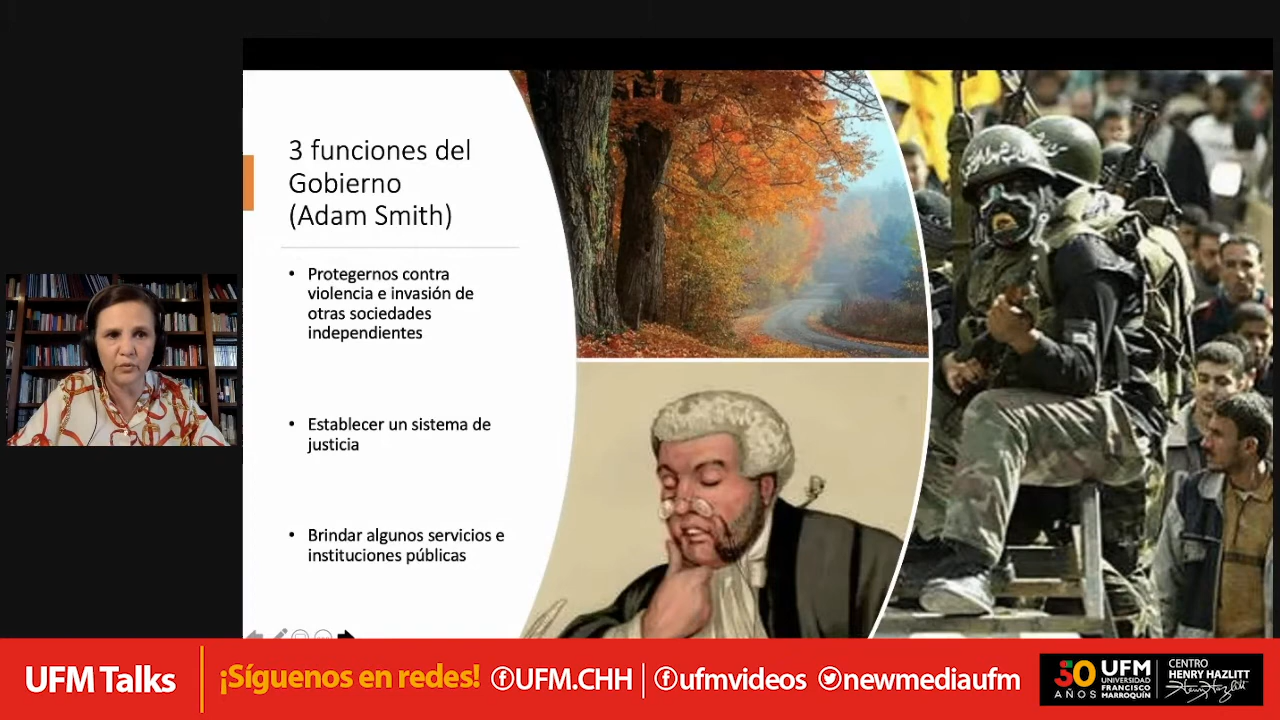 3 funciones del
Gobierno
(Adam Smith)
• Protegernos contra
violencia e invasión de
otras sociedades
independientes
• Establecer un sistema de
justicia
• Brindar algunos servicios e
instituciones públicas
UFM Talks
¡Síguenos en redes!
UFM.CHH
ufmvideos
newmediaufm
50
AÑOS
UFM
UNIVERSIDAD
FRANCISCO
MARROQUÍN
CENTRO
HENRY HAZLITT